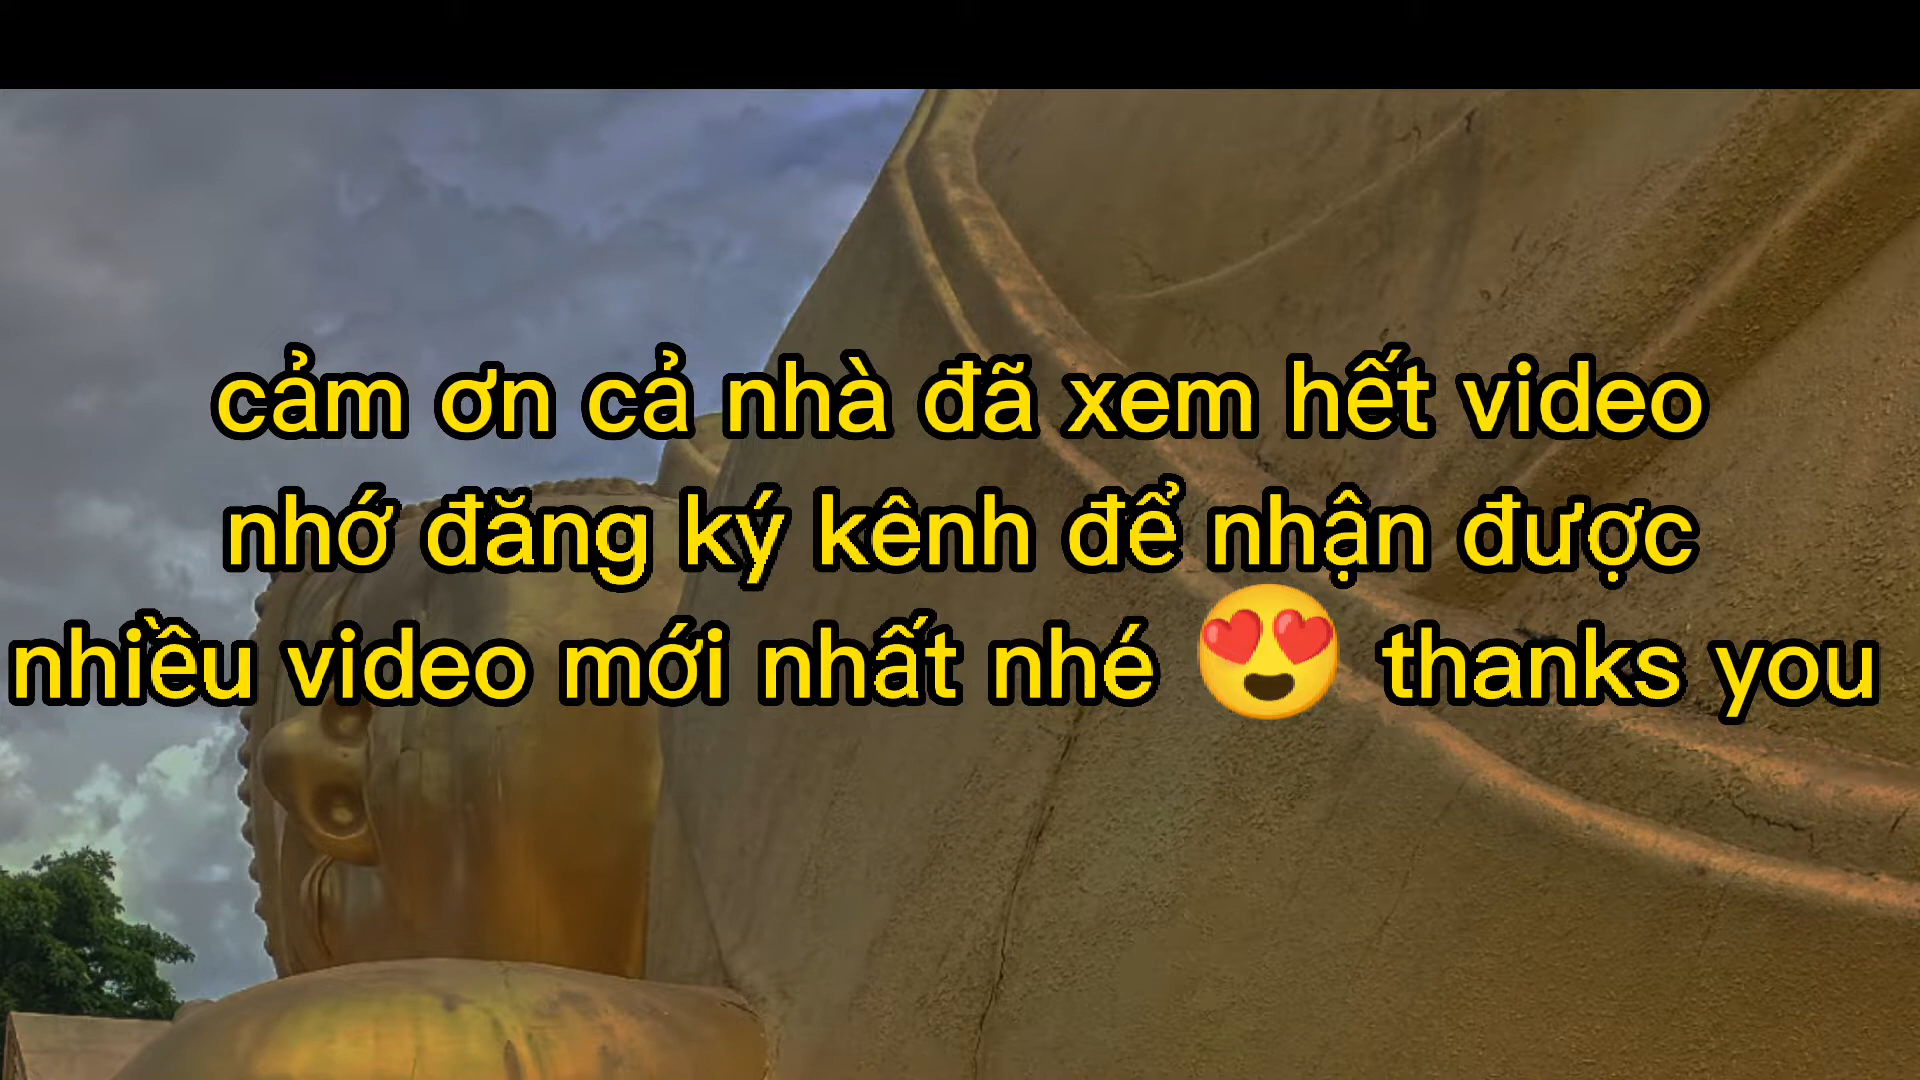 cảm ơn cả nhà đã xem hết video
nhớ đăng ký kênh để nhận được
nhiều video mới nhất nhé 😍 thanks you